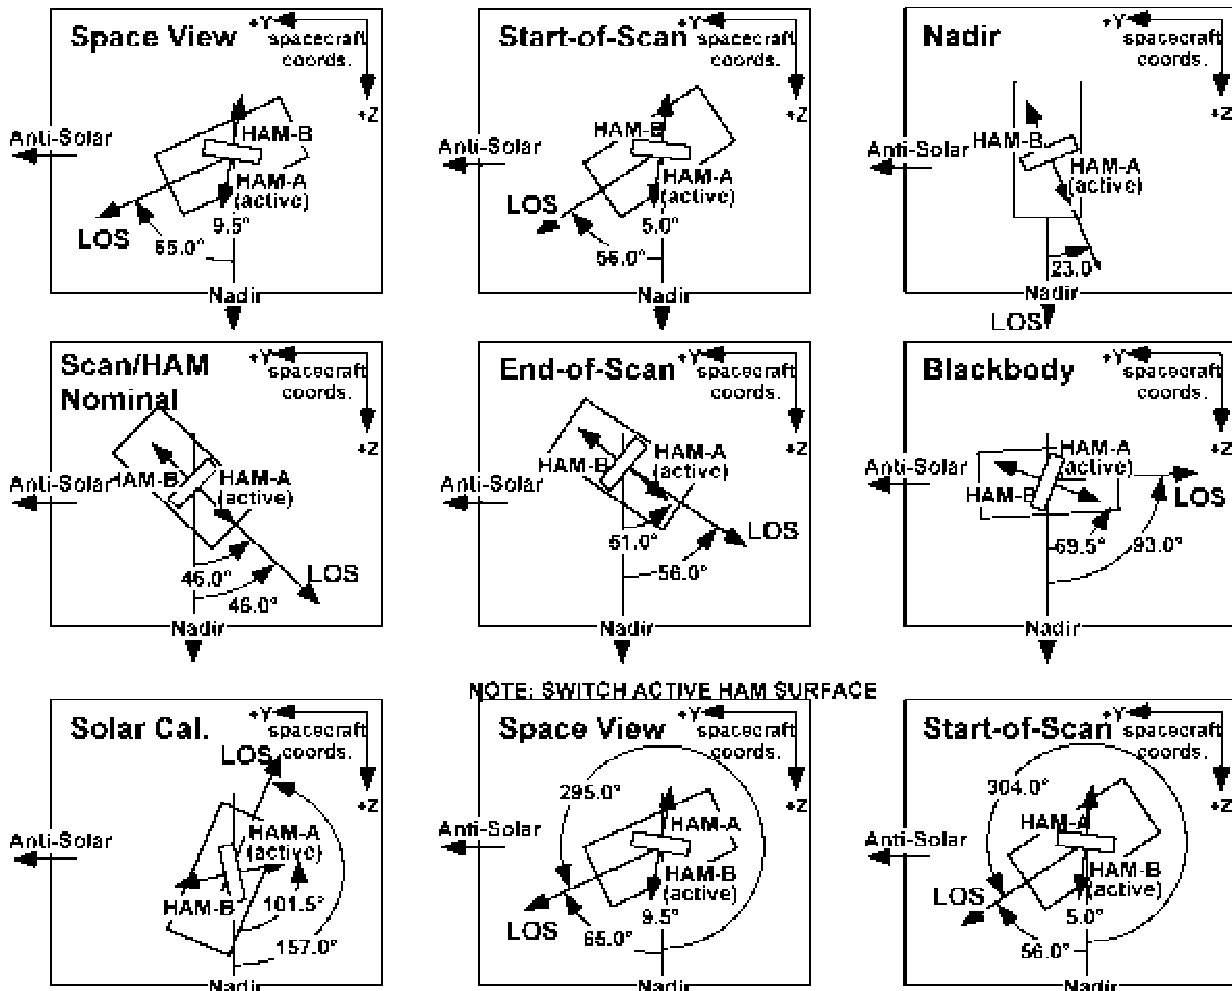 Space View
+Y
spacecraft
coords.
+Z
Anti-Solar
HAM-B
HAM-A
(active)
LOS
9.5°
65.0°
Nadir
Start-of-Scan
+Y
spacecraft
coords.
+Z
Anti-Solar
HAM-B
HAM-A
(active)
LOS
5.0°
56.0°
Nadir
Nadir
+Y
spacecraft
coords.
+Z
Anti-Solar
HAM-B
HAM-A
(active)
23.0
Nadir
LOS
Scan/HAM
Nominal
+Y
spacecraft
coords.
+Z
Anti-Solar
HAM-B
HAM-A
(active)
46.0°
LOS
46.0°
Nadir
End-of-Scan
+Y
spacecraft
coords.
+Z
Anti-Solar
HAM-B
HAM-A
(active)
LOS
51.0°
56.0°
Nadir
Blackbody
+Y
spacecraft
coords.
+Z
Anti-Solar
HAM-A
(active)
HAM-B
LOS
69.5°
93.0°
Nadir
NOTE: SWITCH ACTIVE HAM SURFACE
Solar Cal.
+Y
spacecraft
coords.
LOS
+Z
Anti-Solar
HAM-A
(active)
HAM-B
101.5°
157.0°
Nadir
Space View
+Y
spacecraft
coords.
295.0°
+Z
Anti-Solar
HAM-A
HAM-B
(active)
LOS
9.5°
65.0°
Nadir
Start-of-Scan
+Y
spacecraft
coords.
304.0°
+Z
Anti-Solar
HAM-A
HAM-B
(active)
LOS
5.0°
56.0°
Nadir